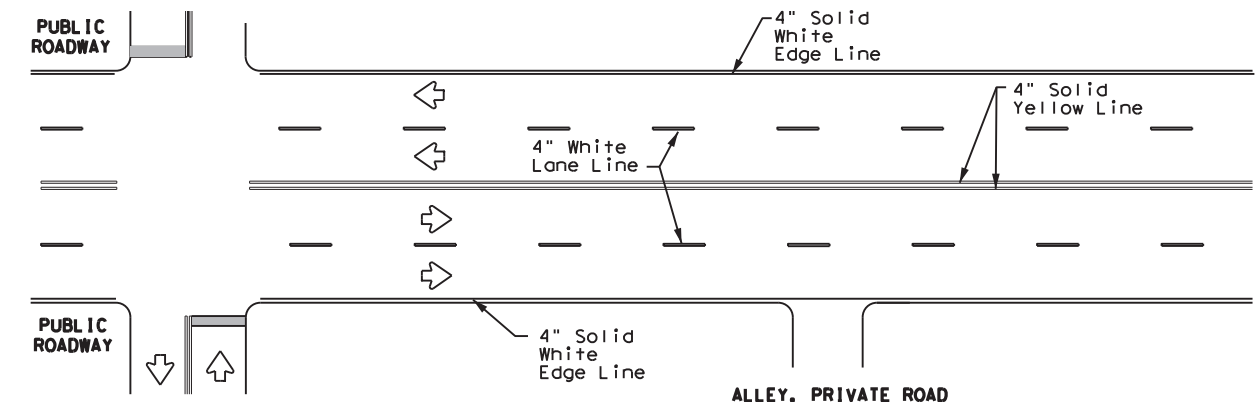 PUBLIC
ROADWAY
4" Solid
White
Edge Line
4" Solid
Yellow Line
4" White
Lane Line
PUBLIC
ROADWAY
4" Solid
White
Edge Line
ALLEY, PRIVATE ROAD